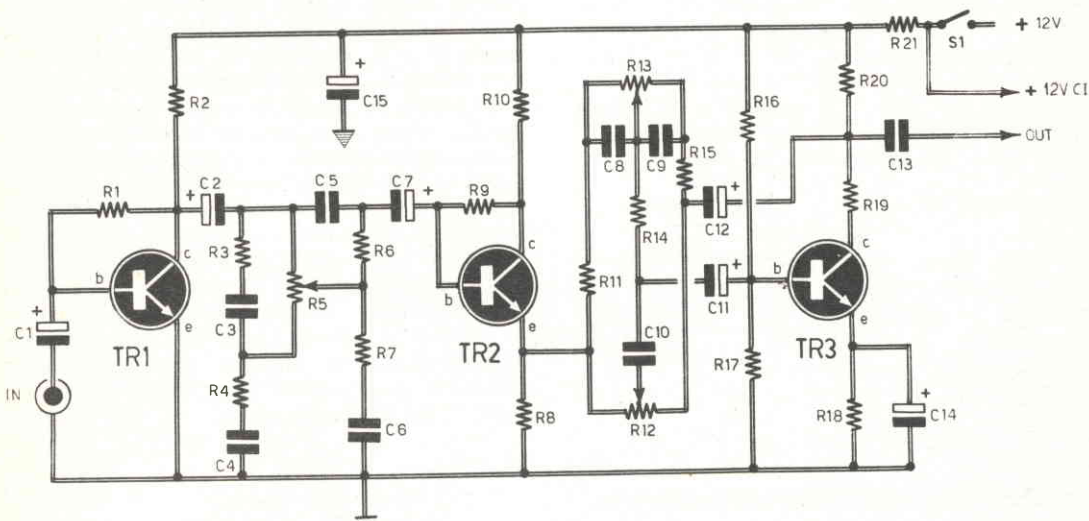 + 12V
R21
S1
R13
+
C15
R2
R10
R16
R20
+ 12V CI
OUT
C8
C9
R15
C13
R1
+
C2
C5
C7
+
R9
C12
+
R19
R3
R6
R14
c
c
c
b
R5
b
R11
C11
+
b
+
C1
C3
e
e
e
TR1
R7
TR2
C10
R17
TR3
IN
R4
R8
R12
R18
+
C14
C4
C6